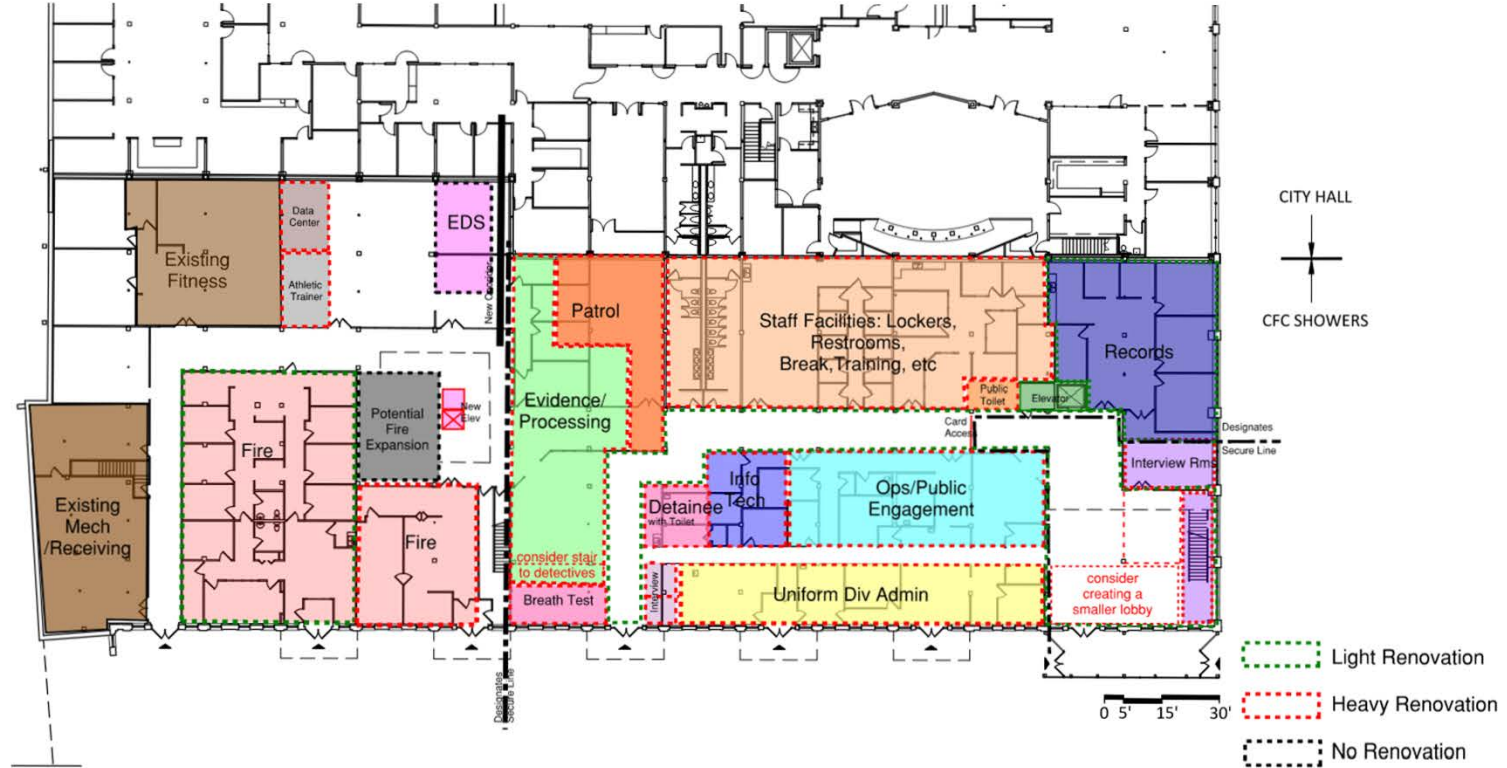 CITY HALL
CFC SHOWERS
Data
Center
EDS
Existing
Fitness
Athletic
Trainer
Patrol
Staff Facilities: Lockers,
Restrooms,
Break,Training, etc
Records
Public
Toilet
Elevator
Card
Access
Designates
Secure Line
Interview Rms
Evidence/
Processing
New
Elev
Potential
Fire
Expansion
Fire
Fire
Existing
Mech
/Receiving
Info
Tech
Detainee
with Toilet
Ops/Public
Engagement
consider stair
to detectives
Breath Test
Interview
Uniform Div Admin
consider
creating a
smaller lobby
Designates
Secure Line
0 5' 15' 30'
Light Renovation
Heavy Renovation
No Renovation